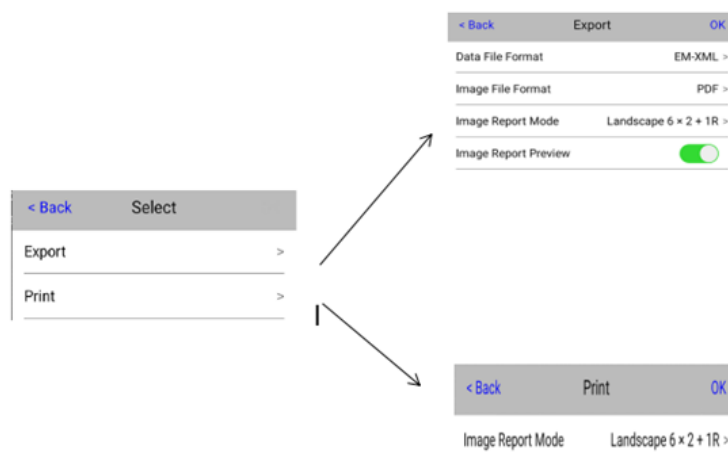 < Back Select
Export >
Print >
< Back Export OK
Data File Format EM-XML >
Image File Format PDF >
Image Report Mode Landscape 6 × 2 + 1R >
Image Report Preview
< Back Print OK
Image Report Mode Landscape 6 × 2 + 1R >